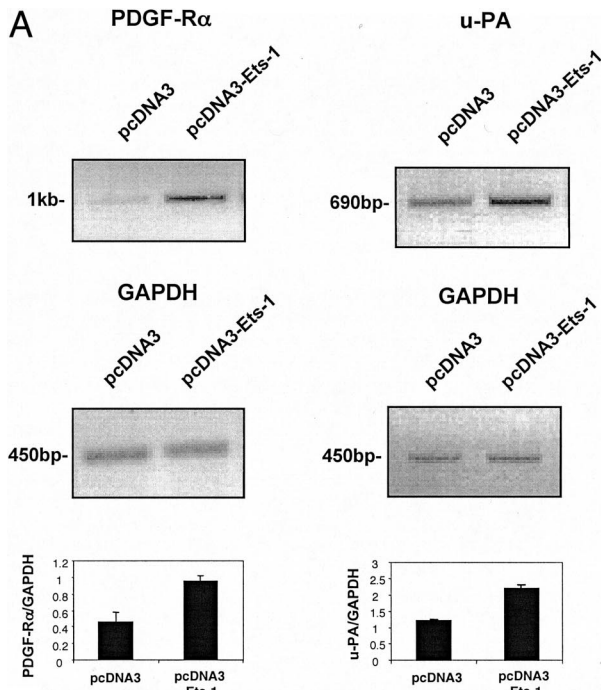 A
PDGF-Rα
u-PA
pcDNA3
pcDNA3-Ets-1
pcDNA3
pcDNA3-Ets-1
1kb-
690bp-
GAPDH
GAPDH
pcDNA3
pcDNA3-Ets-1
pcDNA3
pcDNA3-Ets-1
450bp-
450bp-
PDGF-Rα/GAPDH
1.2
1
0.8
0.6
0.4
0.2
0
pcDNA3
pcDNA3
Ets-1
u-PA/GAPDH
3
2.5
2
1.5
1
0.5
0
pcDNA3
pcDNA3
Ets-1